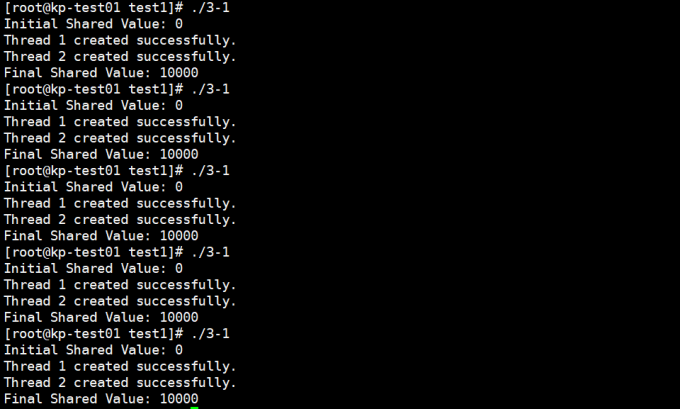 [root@kp-test01 test1]# ./3-1
Initial Shared Value: 0
Thread 1 created successfully.
Thread 2 created successfully.
Final Shared Value: 10000
[root@kp-test01 test1]# ./3-1
Initial Shared Value: 0
Thread 1 created successfully.
Thread 2 created successfully.
Final Shared Value: 10000
[root@kp-test01 test1]# ./3-1
Initial Shared Value: 0
Thread 1 created successfully.
Thread 2 created successfully.
Final Shared Value: 10000
[root@kp-test01 test1]# ./3-1
Initial Shared Value: 0
Thread 1 created successfully.
Thread 2 created successfully.
Final Shared Value: 10000
[root@kp-test01 test1]# ./3-1
Initial Shared Value: 0
Thread 1 created successfully.
Thread 2 created successfully.
Final Shared Value: 10000